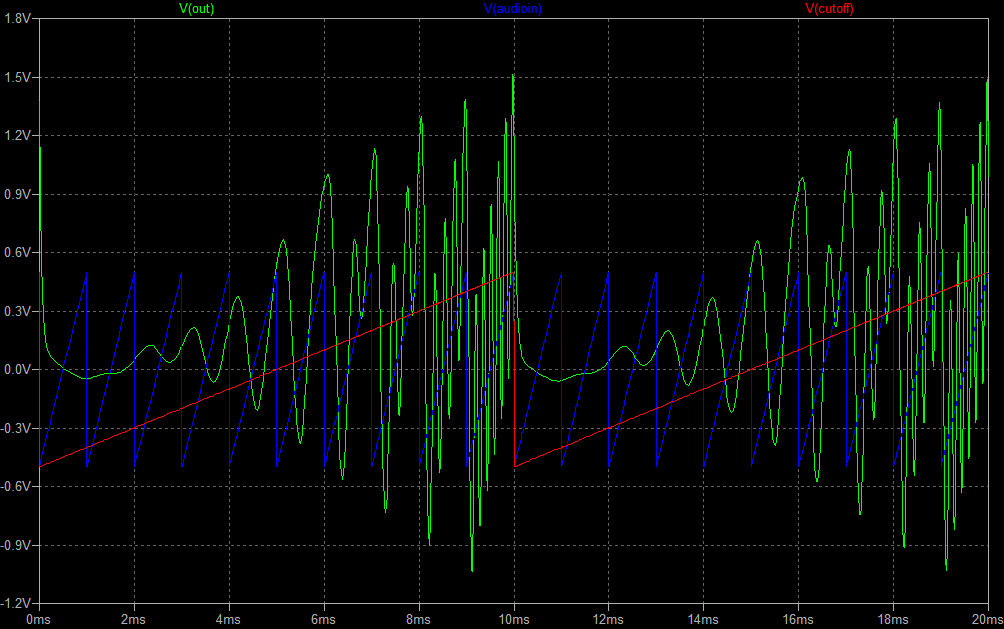 V(out) V(audioin) V(cutoff)
1.8V
1.5V
1.2V
0.9V
0.6V
0.3V
0.0V
-0.3V
-0.6V
-0.9V
-1.2V
0ms 2ms 4ms 6ms 8ms 10ms 12ms 14ms 16ms 18ms 20ms